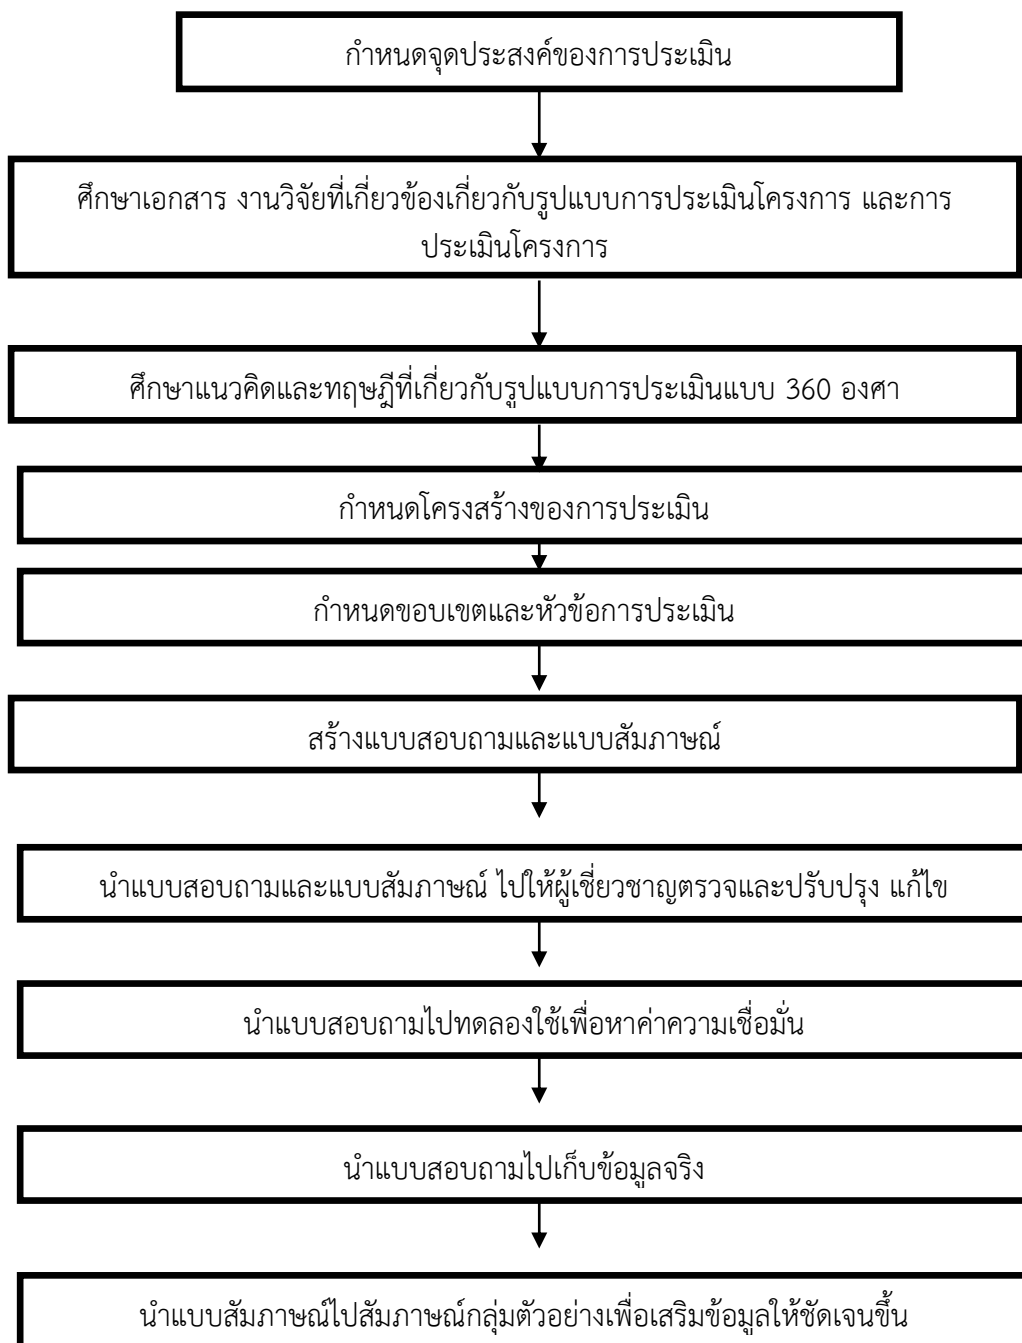 กำหนดจุดประสงค์ของการประเมิน
ศึกษาเอกสาร งานวิจัยที่เกี่ยวข้องเกี่ยวกับรูปแบบการประเมินโครงการ และการ
ประเมินโครงการ
ศึกษาแนวคิดและทฤษฎีที่เกี่ยวกับรูปแบบการประเมินแบบ 360 องศา
กำหนดโครงสร้างของการประเมิน
กำหนดขอบเขตและหัวข้อการประเมิน
สร้างแบบสอบถามและแบบสัมภาษณ์
นำแบบสอบถามและแบบสัมภาษณ์ ไปให้ผู้เชี่ยวชาญตรวจและปรับปรุง แก้ไข
นำแบบสอบถามไปทดลองใช้เพื่อหาค่าความเชื่อมั่น
นำแบบสอบถามไปเก็บข้อมูลจริง
นำแบบสัมภาษณ์ไปสัมภาษณ์กลุ่มตัวอย่างเพื่อเสริมข้อมูลให้ชัดเจนขึ้น